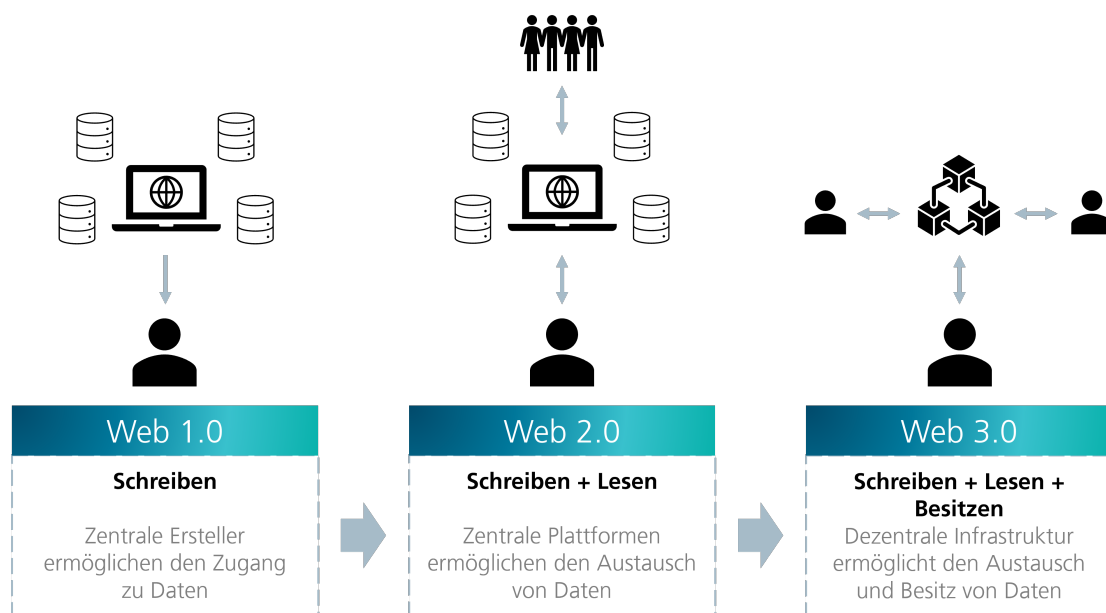 Web 1.0
Schreiben
Zentrale Ersteller
ermöglichen den Zugang
zu Daten
Web 2.0
Schreiben + Lesen
Zentrale Plattformen
ermöglichen den Austausch
von Daten
Web 3.0
Schreiben + Lesen +
Besitzen
Dezentrale Infrastruktur
ermöglicht den Austausch
und Besitz von Daten